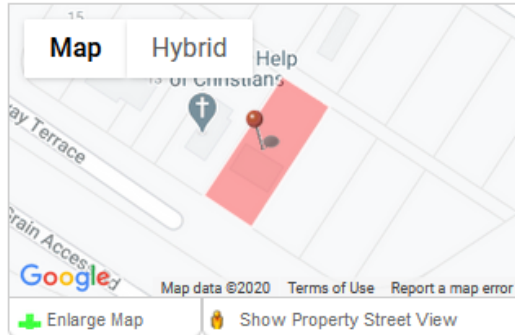 15
Map Hybrid
Help
13 of Christians
ay Terrace
Grain Access Rd
Google
Map data ©2020 Terms of Use Report a map error
Enlarge Map Show Property Street View